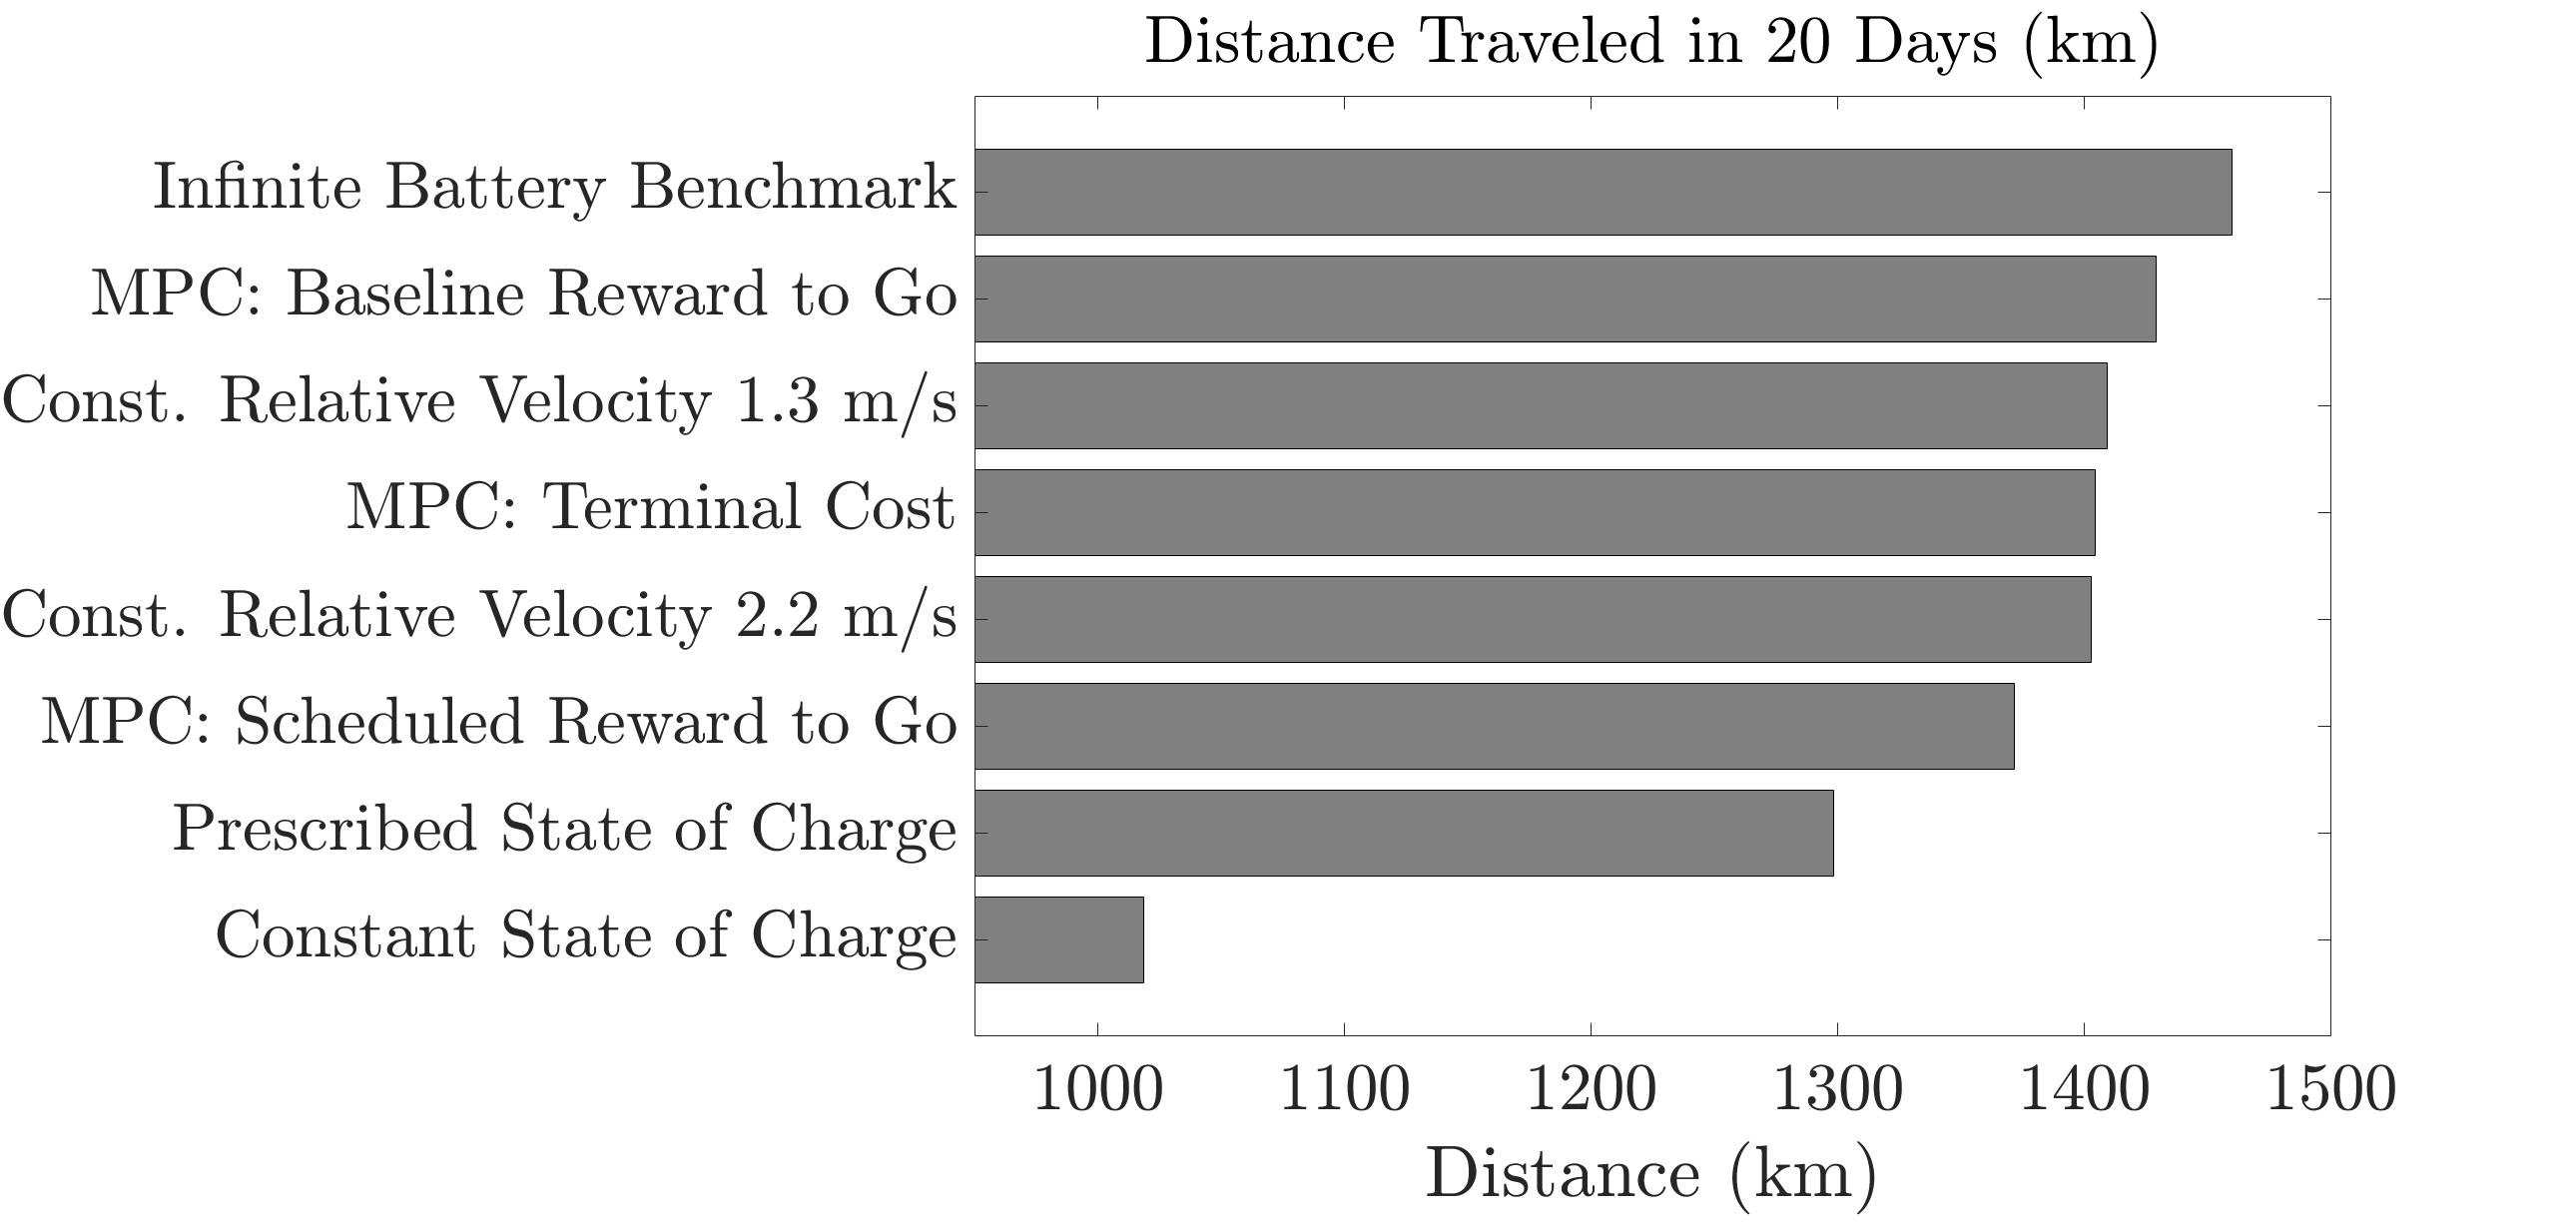 Distance Traveled in 20 Days (km)
Infinite Battery Benchmark
MPC: Baseline Reward to Go
Const. Relative Velocity 1.3 m/s
MPC: Terminal Cost
Const. Relative Velocity 2.2 m/s
MPC: Scheduled Reward to Go
Prescribed State of Charge
Constant State of Charge
1000 1100 1200 1300 1400 1500
Distance (km)